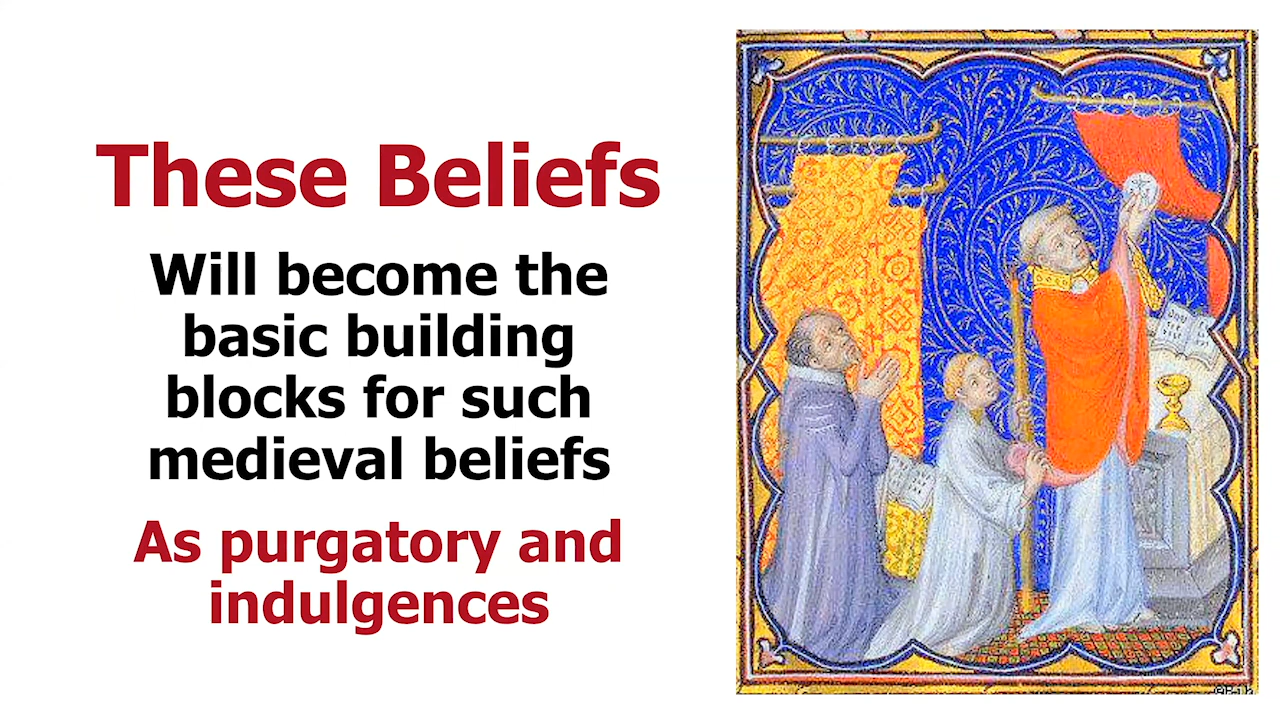 These Beliefs
Will become the
basic building
blocks for such
medieval beliefs
As purgatory and
indulgences